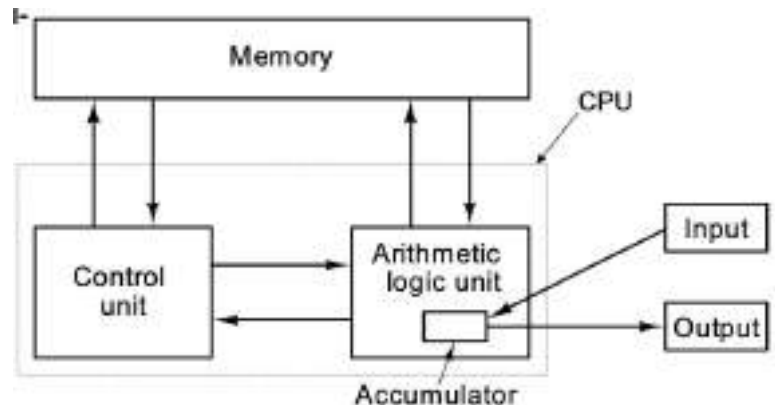 Memory
CPU
Control
unit
Arithmetic
logic unit
Input
Output
Accumulator